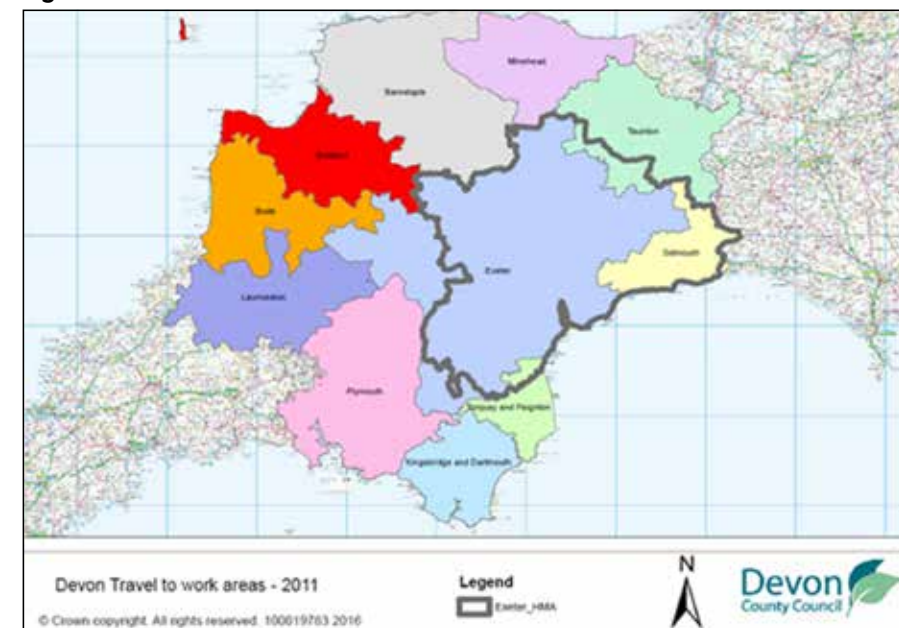 Minehead
Barnstaple
Taunton
Bideford
Bude
Sidmouth
Exeter
Launceston
Plymouth
Torquay and Paignton
Kingsbridge and Dartmouth
Devon Travel to work areas - 2011
© Crown copyright. All rights reserved. 100019783 2016
Legend
Exeter_HMA
N
Devon
County Council